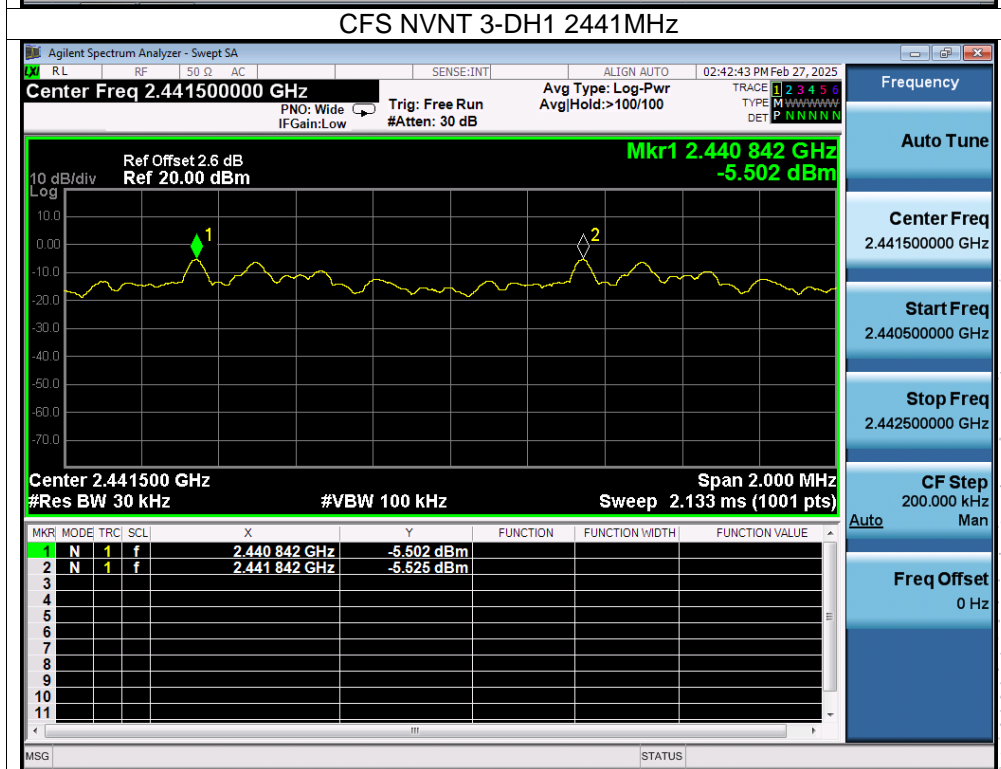 CFS NVNT 3-DH1 2441MHz
Agilent Spectrum Analyzer - Swept SA
LXI RL RF 50 Ω AC SENSE:INT ALIGN AUTO 02:42:43 PM Feb 27, 2025
Center Freq 2.441500000 GHz
PNO: Wide
IFGain:Low
Trig: Free Run
#Atten: 30 dB
Avg Type: Log-Pwr
Avg|Hold:>100/100
TRACE 1 2 3 4 5 6
TYPE M WWWWW
DET P N N N N N
Mkr1 2.440 842 GHz
-5.502 dBm
Ref Offset 2.6 dB
10 dB/div Ref 20.00 dBm
Log
10.0
0.00
-10.0
-20.0
-30.0
-40.0
-50.0
-60.0
-70.0
1
2
Center 2.441500 GHz Span 2.000 MHz
#Res BW 30 kHz #VBW 100 kHz Sweep 2.133 ms (1001 pts)
MKR MODE TRC SCL X Y FUNCTION FUNCTION WIDTH FUNCTION VALUE
1 N 1 f 2.440 842 GHz -5.502 dBm
2 N 1 f 2.441 842 GHz -5.525 dBm
3
4
5
6
7
8
9
10
11
MSG STATUS
Frequency
Auto Tune
Center Freq
2.441500000 GHz
Start Freq
2.440500000 GHz
Stop Freq
2.442500000 GHz
CF Step
200.000 kHz
Auto Man
Freq Offset
0 Hz